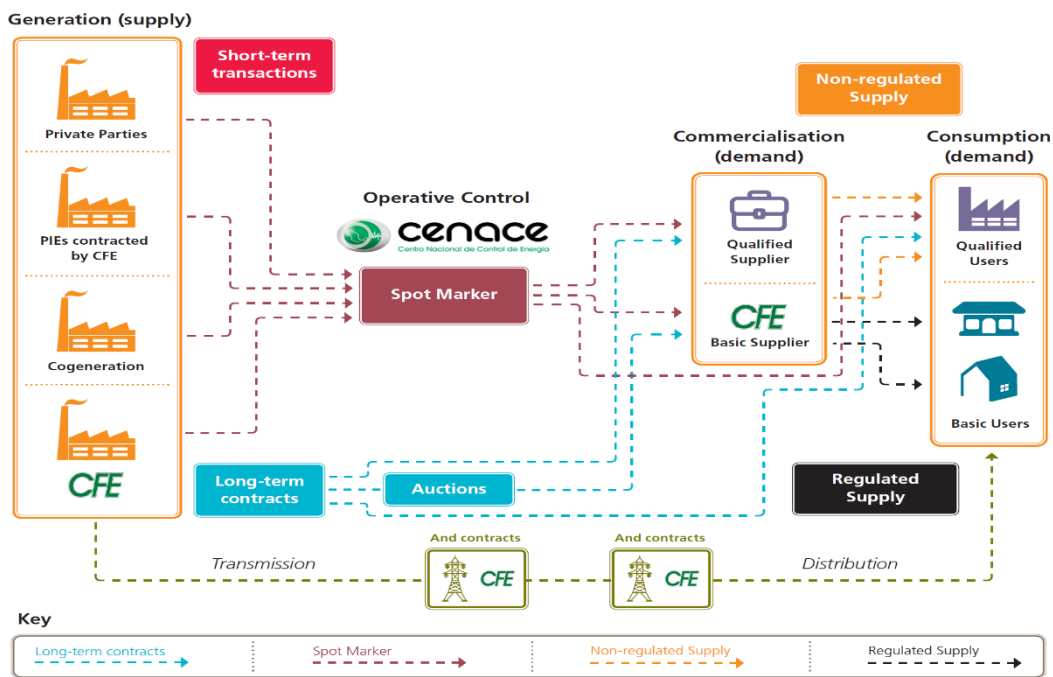 Generation (supply)
Short-term
transactions
Non-regulated
Supply
Private Parties
Commercialisation
(demand)
Consumption
(demand)
Operative Control
cenace
Centro Nacional de Control de Energía
PIEs contracted
by CFE
Qualified
Supplier
Qualified
Users
Spot Marker
CFE
Basic Supplier
Cogeneration
Basic Users
CFE
Long-term
contracts
Auctions
Regulated
Supply
And contracts
And contracts
Transmission
CFE
CFE
Distribution
Key
Long-term contracts
Spot Marker
Non-regulated Supply
Regulated Supply